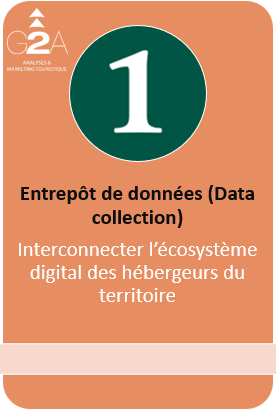 G2A
ANALYSES &
MARKETING TOURISTIQUE
1
Entrepôt de données (Data
collection)
Interconnecter l’écosystème
digital des hébergeurs du
territoire